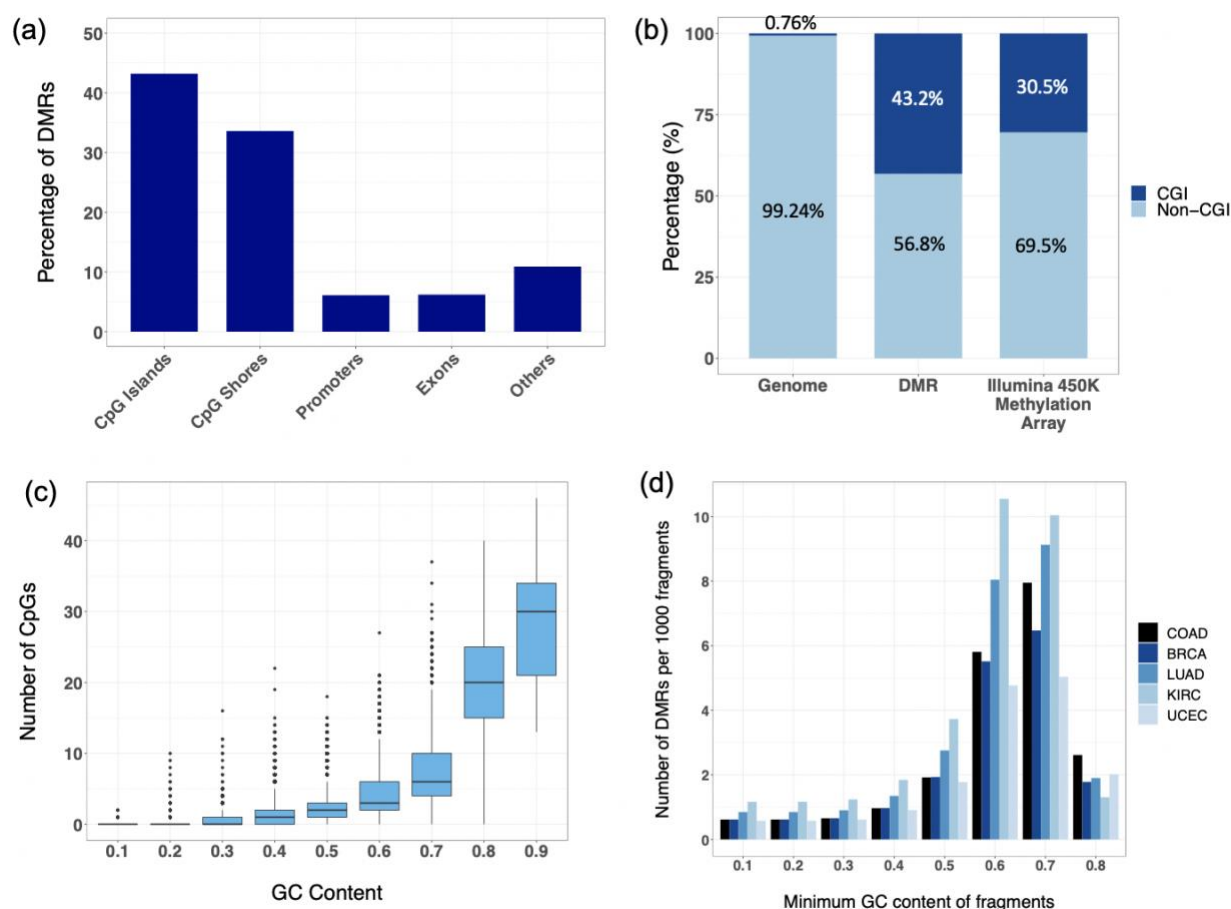 (a)
Percentage of DMRs
50
40
30
20
10
0
CpG Islands
CpG Shores
Promoters
Exons
Others
(b)
Percentage (%)
100
75
50
25
0
0.76%
99.24%
43.2%
56.8%
30.5%
69.5%
Genome
DMR
Illumina 450K
Methylation
Array
CGI
Non-CGI
(c)
Number of CpGs
40
30
20
10
0
0.1 0.2 0.3 0.4 0.5 0.6 0.7 0.8 0.9
GC Content
(d)
Number of DMRs per 1000 fragments
10
8
6
4
2
0
0.1 0.2 0.3 0.4 0.5 0.6 0.7 0.8
Minimum GC content of fragments
COAD
BRCA
LUAD
KIRC
UCEC